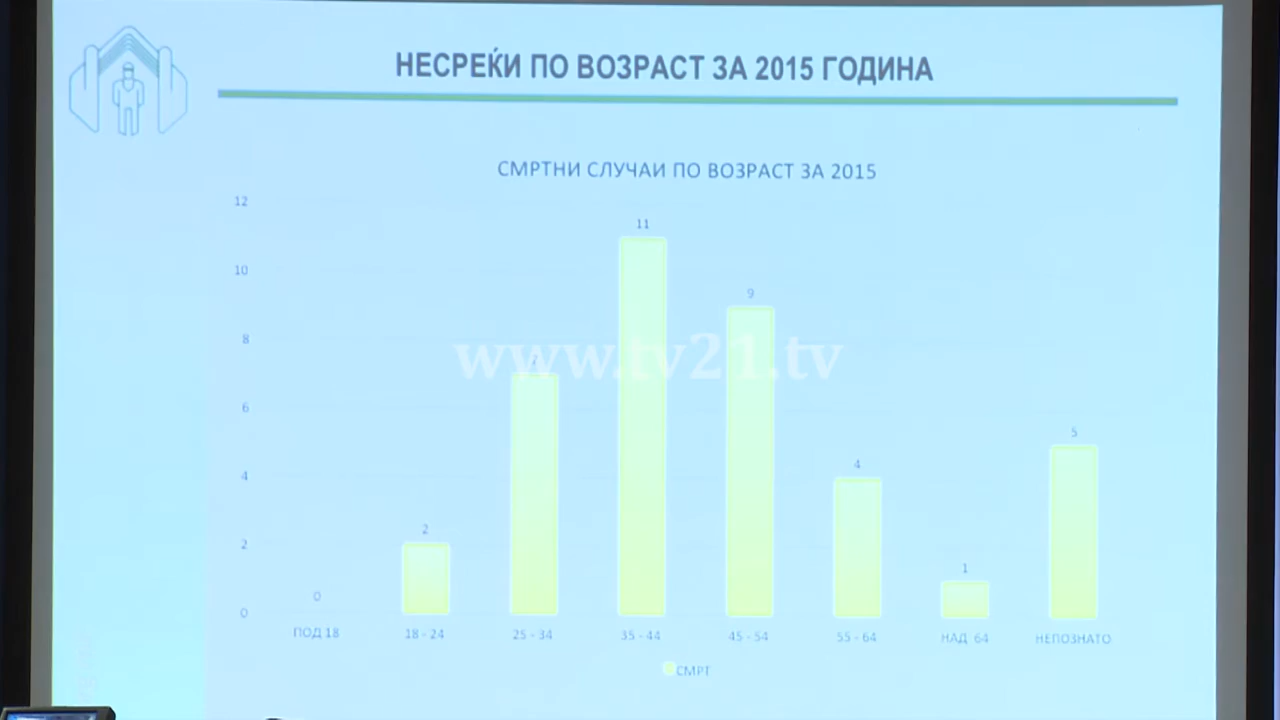 НЕСРЕЌИ ПО ВОЗРАСТ ЗА 2015 ГОДИНА
СМРТНИ СЛУЧАИ ПО ВОЗРАСТ ЗА 2015
12
10
8
6
4
2
0
0
2
7
11
9
4
1
5
ПОД 18
18 - 24
25 - 34
35 - 44
45 - 54
55 - 64
НАД 64
НЕПОЗНАТО
СМРТ
www.tv21.tv